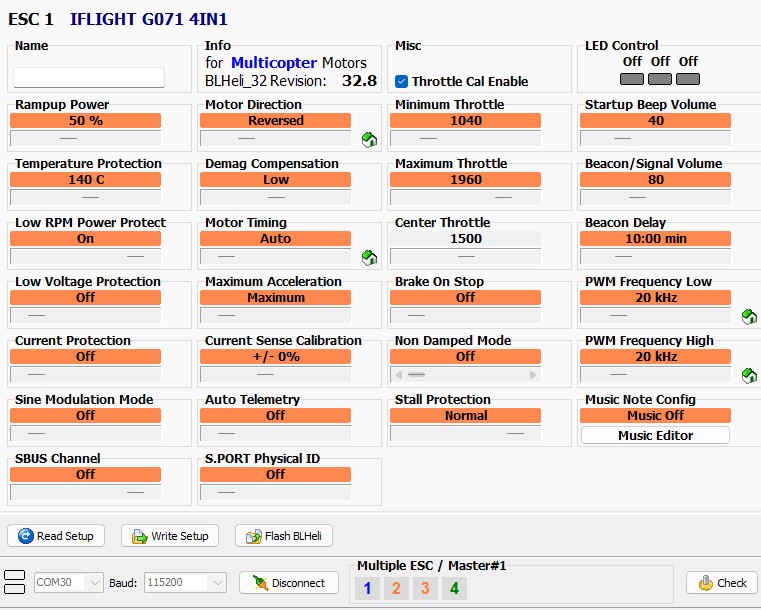 ESC 1 IFLIGHT G071 4IN1
Name
Info
for Multicopter Motors
BLHeli_32 Revision: 32.8
Misc
Throttle Cal Enable
LED Control
Off Off Off
Rampup Power
50 %
Motor Direction
Reversed
Minimum Throttle
1040
Startup Beep Volume
40
Temperature Protection
140 C
Demag Compensation
Low
Maximum Throttle
1960
Beacon/Signal Volume
80
Low RPM Power Protect
On
Motor Timing
Auto
Center Throttle
1500
Beacon Delay
10:00 min
Low Voltage Protection
Off
Maximum Acceleration
Maximum
Brake On Stop
Off
PWM Frequency Low
20 kHz
Current Protection
Off
Current Sense Calibration
+/- 0%
Non Damped Mode
Off
PWM Frequency High
20 kHz
Sine Modulation Mode
Off
Auto Telemetry
Off
Stall Protection
Normal
Music Note Config
Music Off
Music Editor
SBUS Channel
Off
S.PORT Physical ID
Off
Read Setup
Write Setup
Flash BLHeli
COM30
Baud:
115200
Disconnect
Multiple ESC / Master#1
1 2 3 4
Check